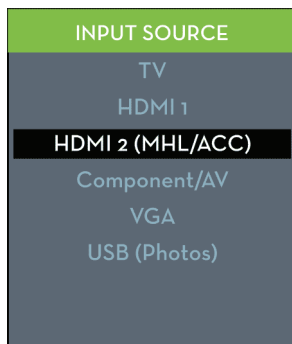 INPUT SOURCE
TV
HDMI 1
HDMI 2 (MHL/ACC)
Component/AV
VGA
USB (Photos)